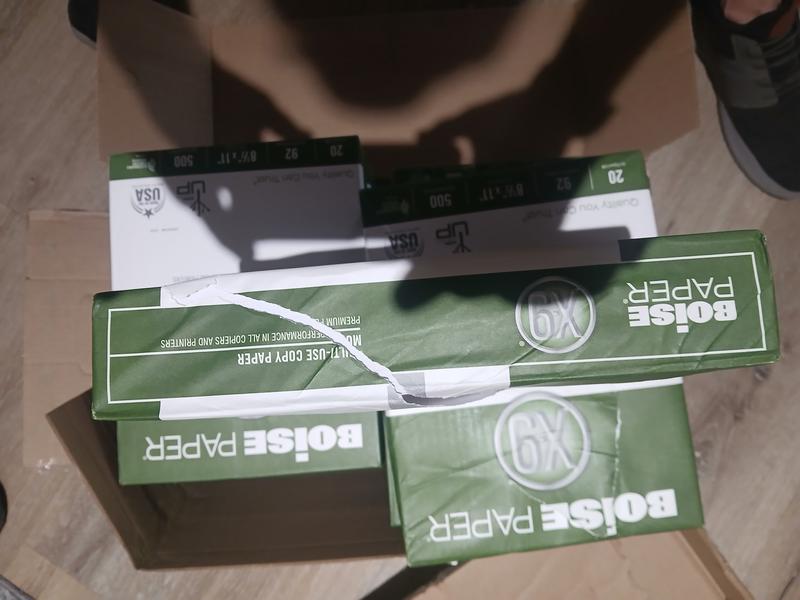 20 92 8½"x11" 500
Quality You Can Trust
UP
USA
20 92 8½"x11" 500
Quality You Can Trust
UP
USA
BOISE
PAPER®
X9®
MULTI-USE COPY PAPER
PERFORMANCE IN ALL COPIERS AND PRINTERS
PREMIUM
BOISE PAPER®
X9
BOISE PAPER®